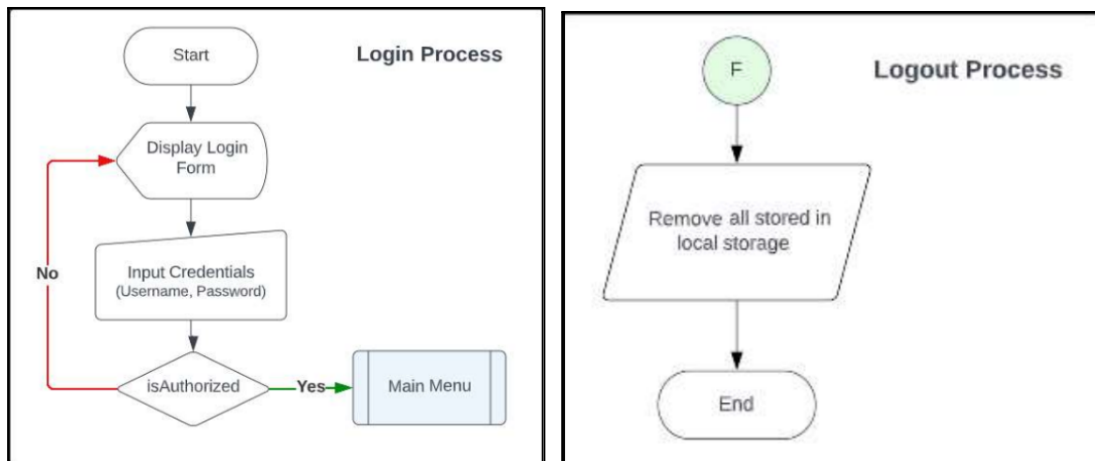 Start
Login Process
Display Login
Form
No
Input Credentials
(Username, Password)
isAuthorized
Yes
Main Menu
F
Logout Process
Remove all stored in
local storage
End